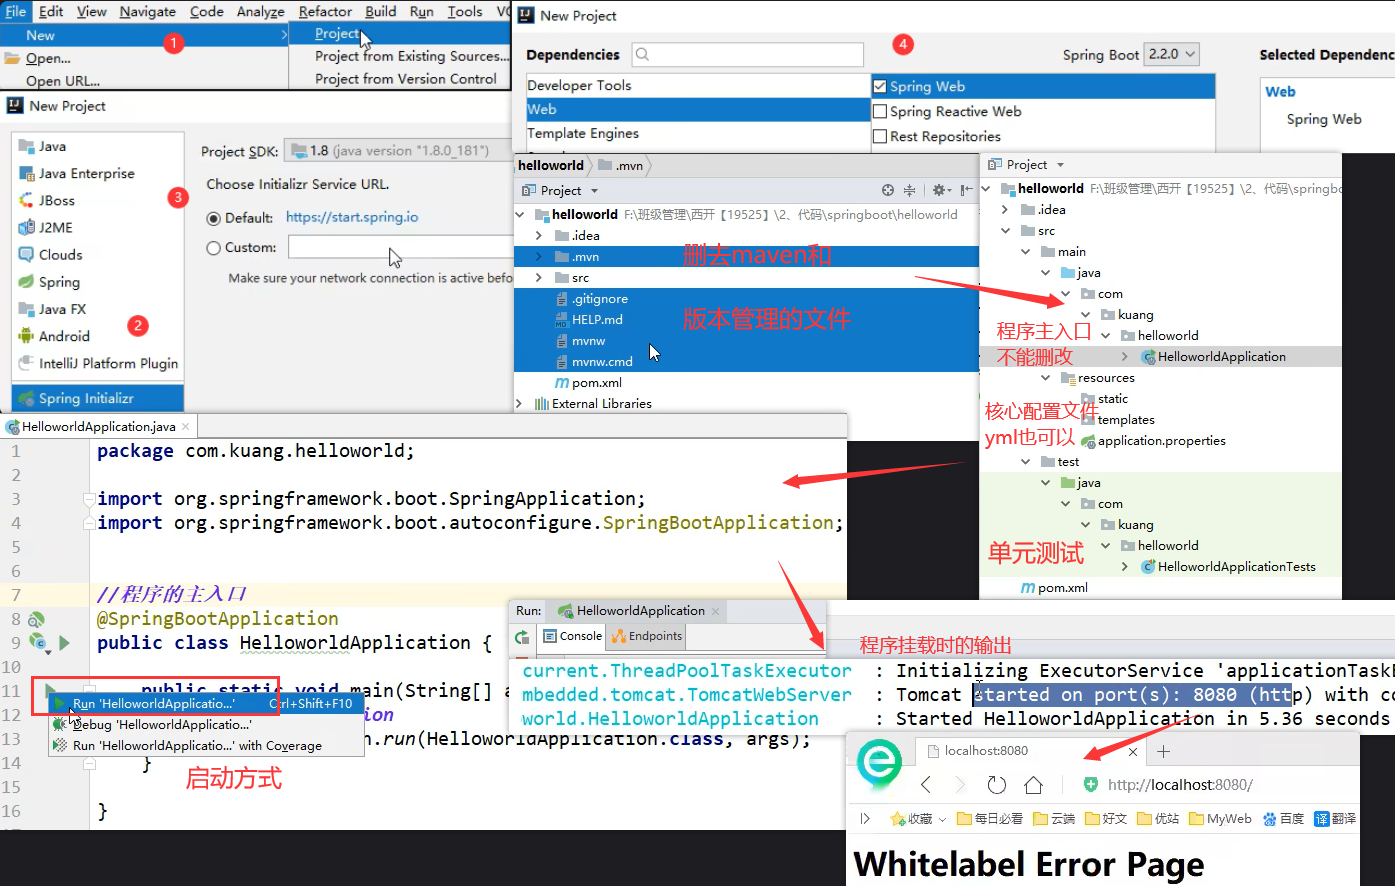 File Edit View Navigate Code Analyze Refactor Build Run Tools VC
New
Open...
Open URL...
Project
Project from Existing Sources...
Project from Version Control
1
New Project
Java
Java Enterprise
JBoss
J2ME
Clouds
Spring
Java FX
Android
IntelliJ Platform Plugin
Spring Initializr
3
2
Project SDK: 1.8 (java version "1.8.0_181")
Choose Initializr Service URL.
Default: https://start.spring.io
Custom:
Make sure your network connection is active befo
New Project
Dependencies
4
Spring Boot 2.2.0
Selected Dependenc
Developer Tools
Web
Template Engines
Spring Web
Spring Reactive Web
Rest Repositories
Web
Spring Web
helloworld .mvn
Project
helloworld F:\班级管理\西开【19525】\2、代码\springboot\helloworld
.idea
.mvn
src
.gitignore
HELP.md
mvnw
mvnw.cmd
pom.xml
External Libraries
删去maven和
版本管理的文件
Project
helloworld F:\班级管理\西开【19525】\2、代码\springbo
.idea
src
main
java
com
kuang
helloworld
HelloworldApplication
resources
static
templates
application.properties
test
java
com
kuang
helloworld
HelloworldApplicationTests
pom.xml
程序主入口
不能删改
核心配置文件
yml也可以
单元测试
HelloworldApplication.java
1 package com.kuang.helloworld;
2
3 import org.springframework.boot.SpringApplication;
4 import org.springframework.boot.autoconfigure.SpringBootApplication;
5
6
7 //程序的主入口
8 @SpringBootApplication
9 public class HelloworldApplication {
10
11 public static void main(String[] a
12 ion
13 n.run(HelloworldApplication.class, args);
14 }
15
16 }
Run 'HelloworldApplicatio...' Ctrl+Shift+F10
Debug 'HelloworldApplicatio...'
Run 'HelloworldApplicatio...' with Coverage
启动方式
Run: HelloworldApplication
Console Endpoints
程序挂载时的输出
current.ThreadPoolTaskExecutor : Initializing ExecutorService 'applicationTaskE
mbedded.tomcat.TomcatWebServer : Tomcat started on port(s): 8080 (http) with co
world.HelloworldApplication : Started HelloworldApplication in 5.36 seconds
localhost:8080
http://localhost:8080/
收藏 每日必看 云端 好文 优站 MyWeb 百度 译 翻译
Whitelabel Error Page